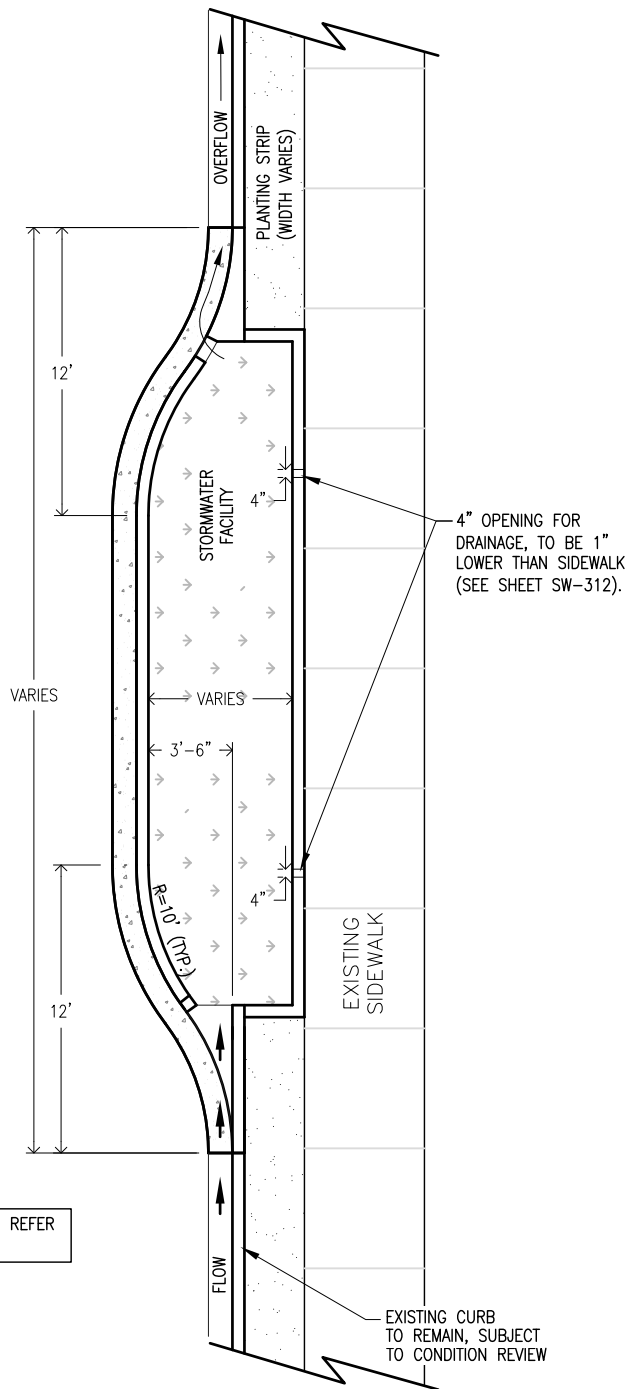 OVERFLOW
PLANTING STRIP
(WIDTH VARIES)
12'
STORMWATER
FACILITY
4"
4" OPENING FOR
DRAINAGE, TO BE 1"
LOWER THAN SIDEWALK
(SEE SHEET SW-312).
VARIES
VARIES
3'-6"
4"
R=10' (TYP.)
EXISTING
SIDEWALK
12'
REFER
FLOW
EXISTING CURB
TO REMAIN, SUBJECT
TO CONDITION REVIEW